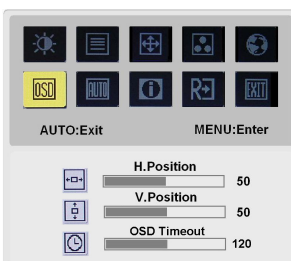 OSD AUTO i R EXIT
AUTO:Exit MENU:Enter
H.Position
50
V.Position
50
OSD Timeout
120